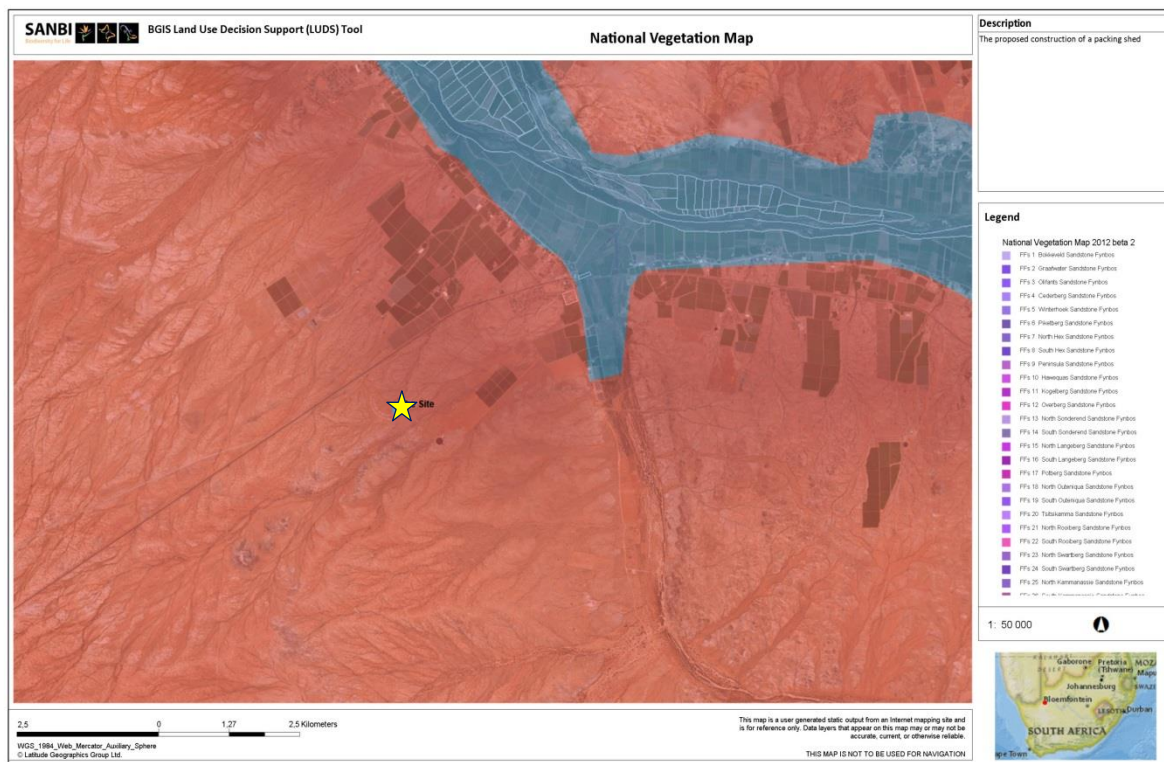 SANBI
Biodiversity for Life
BGIS Land Use Decision Support (LUDS) Tool
National Vegetation Map
Description
The proposed construction of a packing shed
Site
Legend
National Vegetation Map 2012 beta 2
FFs 1 Bokkeveld Sandstone Fynbos
FFs 2 Graafwater Sandstone Fynbos
FFs 3 Olifants Sandstone Fynbos
FFs 4 Cederberg Sandstone Fynbos
FFs 5 Winterhoek Sandstone Fynbos
FFs 6 Piketberg Sandstone Fynbos
FFs 7 North Hex Sandstone Fynbos
FFs 8 South Hex Sandstone Fynbos
FFs 9 Peninsula Sandstone Fynbos
FFs 10 Hawequas Sandstone Fynbos
FFs 11 Kogelberg Sandstone Fynbos
FFs 12 Overberg Sandstone Fynbos
FFs 13 North Sonderend Sandstone Fynbos
FFs 14 South Sonderend Sandstone Fynbos
FFs 15 North Langeberg Sandstone Fynbos
FFs 16 South Langeberg Sandstone Fynbos
FFs 17 Potberg Sandstone Fynbos
FFs 18 North Outeniqua Sandstone Fynbos
FFs 19 South Outeniqua Sandstone Fynbos
FFs 20 Tsitsikamma Sandstone Fynbos
FFs 21 North Rooiberg Sandstone Fynbos
FFs 22 South Rooiberg Sandstone Fynbos
FFs 23 North Swartberg Sandstone Fynbos
FFs 24 South Swartberg Sandstone Fynbos
FFs 25 North Kammanassie Sandstone Fynbos
1: 50 000
Gaborone Pretoria MOZ
(Tshwane) Mapu
Johannesburg SWAZI
Bloemfontein
LESOTHO Durban
SOUTH AFRICA
ape Town
2,5 0 1,27 2,5 Kilometers
WGS_1984_Web_Mercator_Auxiliary_Sphere
© Latitude Geographics Group Ltd.
This map is a user generated static output from an Internet mapping site and
is for reference only. Data layers that appear on this map may or may not be
accurate, current, or otherwise reliable.
THIS MAP IS NOT TO BE USED FOR NAVIGATION